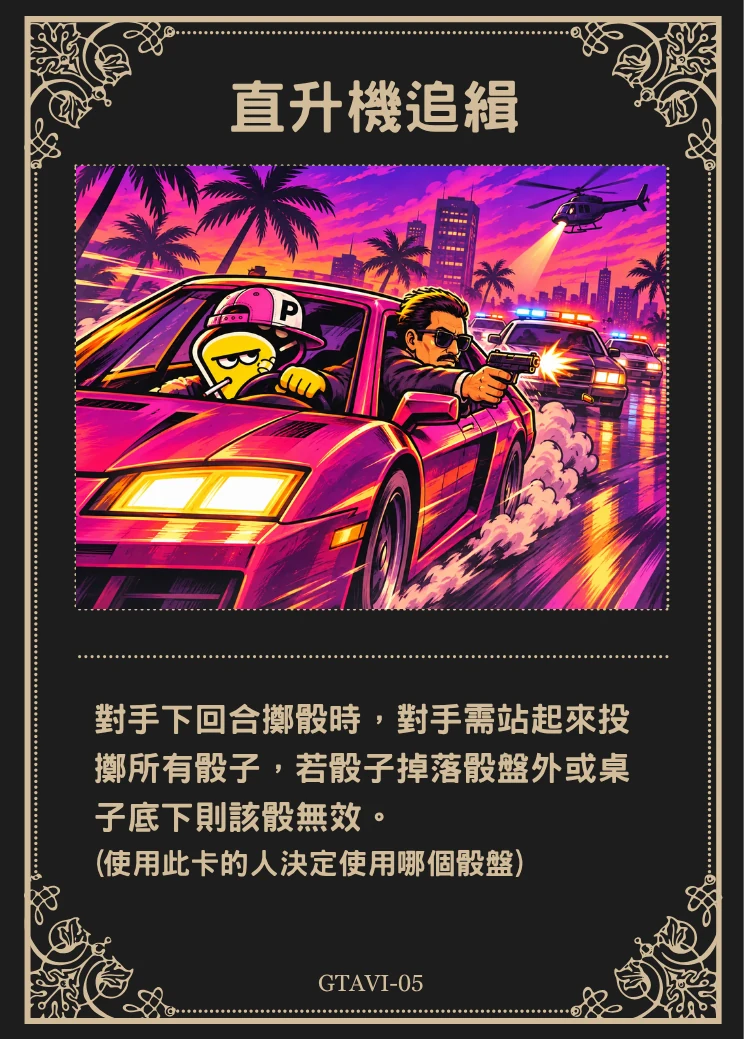 直升機追緝
P
對手下回合擲骰時，對手需站起來投
擲所有骰子，若骰子掉落骰盤外或桌
子底下則該骰無效。
(使用此卡的人決定使用哪個骰盤)
GTAVI-05